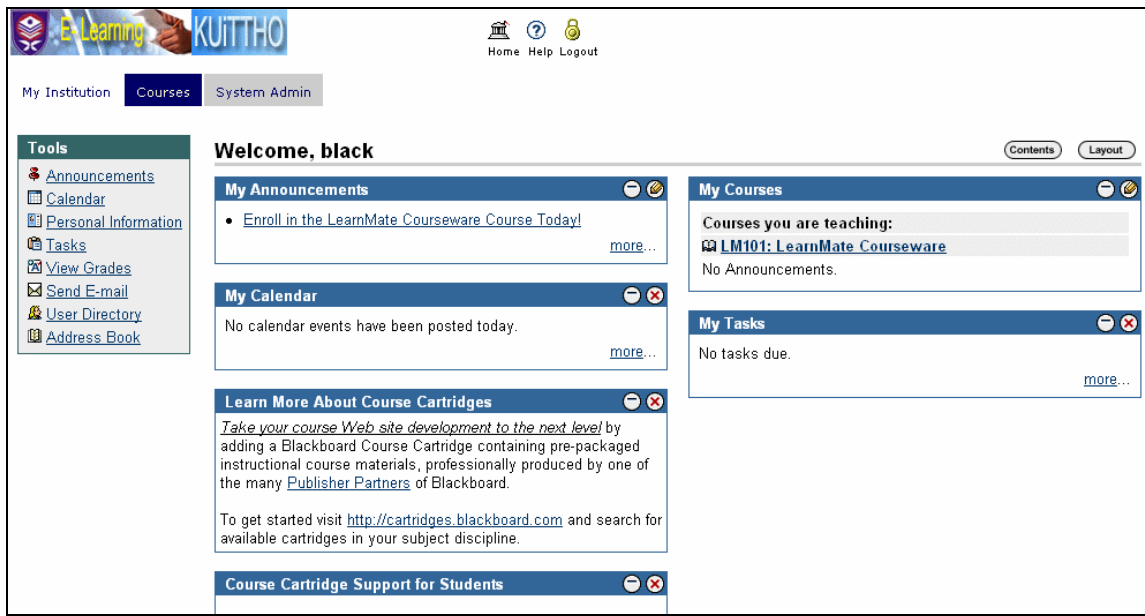 E-Learning KUiTTHO
Home Help Logout
My Institution Courses System Admin
Tools
Announcements
Calendar
Personal Information
Tasks
View Grades
Send E-mail
User Directory
Address Book
Welcome, black
Contents Layout
My Announcements
Enroll in the LearnMate Courseware Course Today!
more...
My Calendar
No calendar events have been posted today.
more...
Learn More About Course Cartridges
Take your course Web site development to the next level by
adding a Blackboard Course Cartridge containing pre-packaged
instructional course materials, professionally produced by one of
the many Publisher Partners of Blackboard.
To get started visit http://cartridges.blackboard.com and search for
available cartridges in your subject discipline.
Course Cartridge Support for Students
My Courses
Courses you are teaching:
LM101: LearnMate Courseware
No Announcements.
My Tasks
No tasks due.
more...